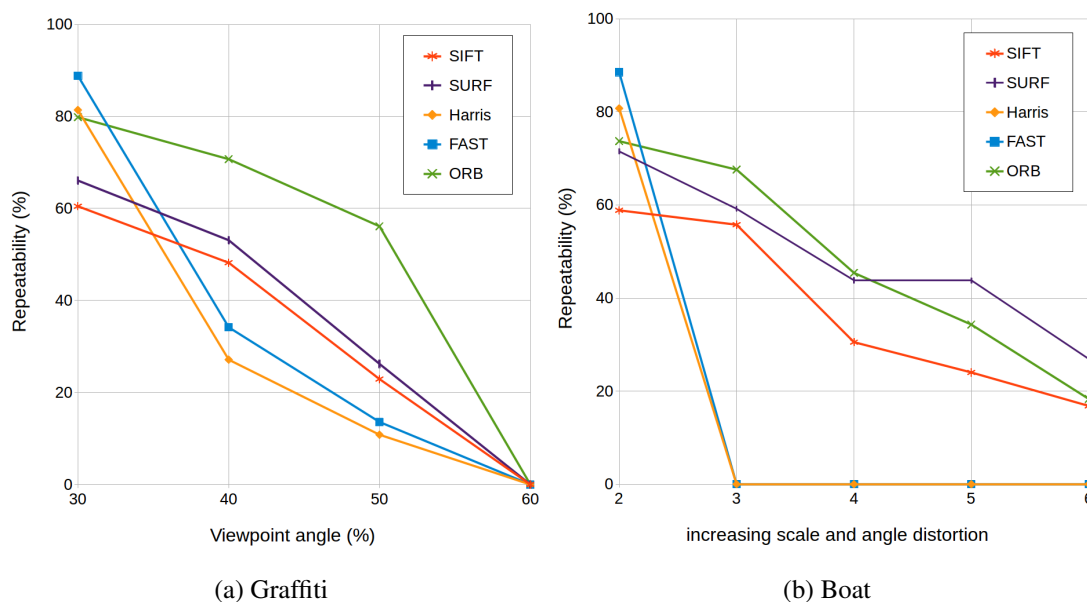 100
80
60
40
20
0
30
40
50
60
Repeatability (%)
Viewpoint angle (%)
SIFT
SURF
Harris
FAST
ORB
(a) Graffiti
100
80
60
40
20
0
2
3
4
5
6
Repeatability (%)
increasing scale and angle distortion
SIFT
SURF
Harris
FAST
ORB
(b) Boat